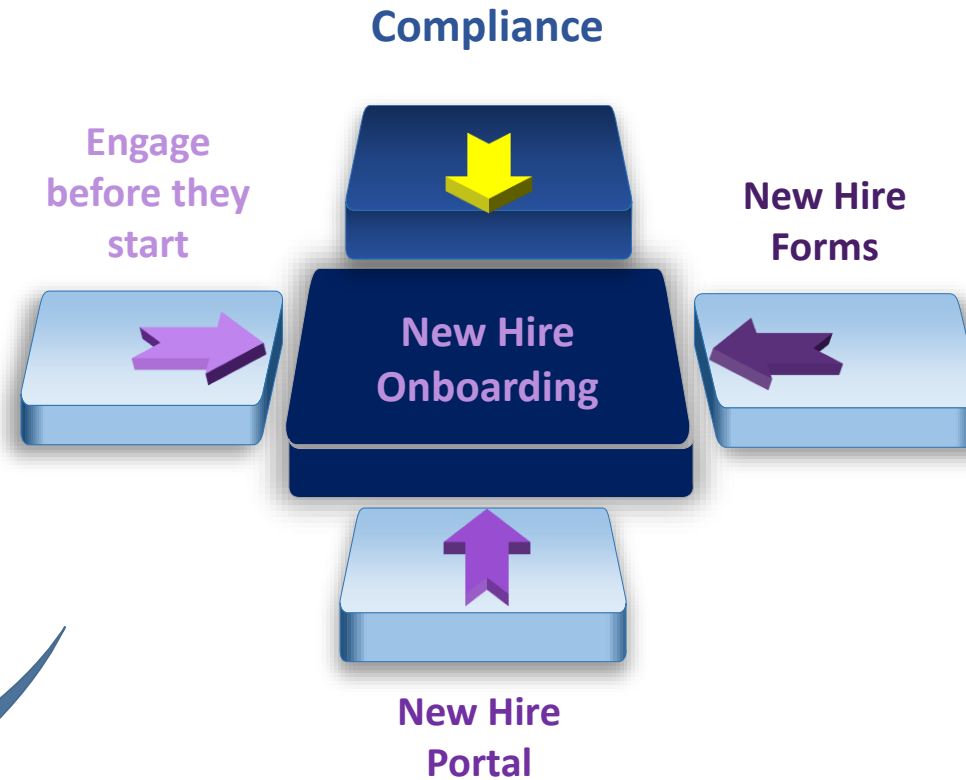 Compliance
Engage
before they
start
New Hire
Forms
New Hire
Onboarding
New Hire
Portal